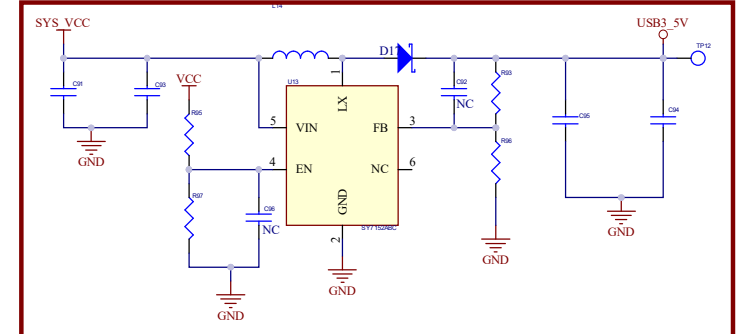 L14
SYS_VCC
USB3_5V
TP12
D1
C91
C93
VCC
U13
1
LX
C92
NC
R93
R95
5
VIN
FB
3
C95
C94
R96
4
EN
NC
6
R97
C96
NC
GND
2
SY7152ABC
GND
GND
GND
GND
GND